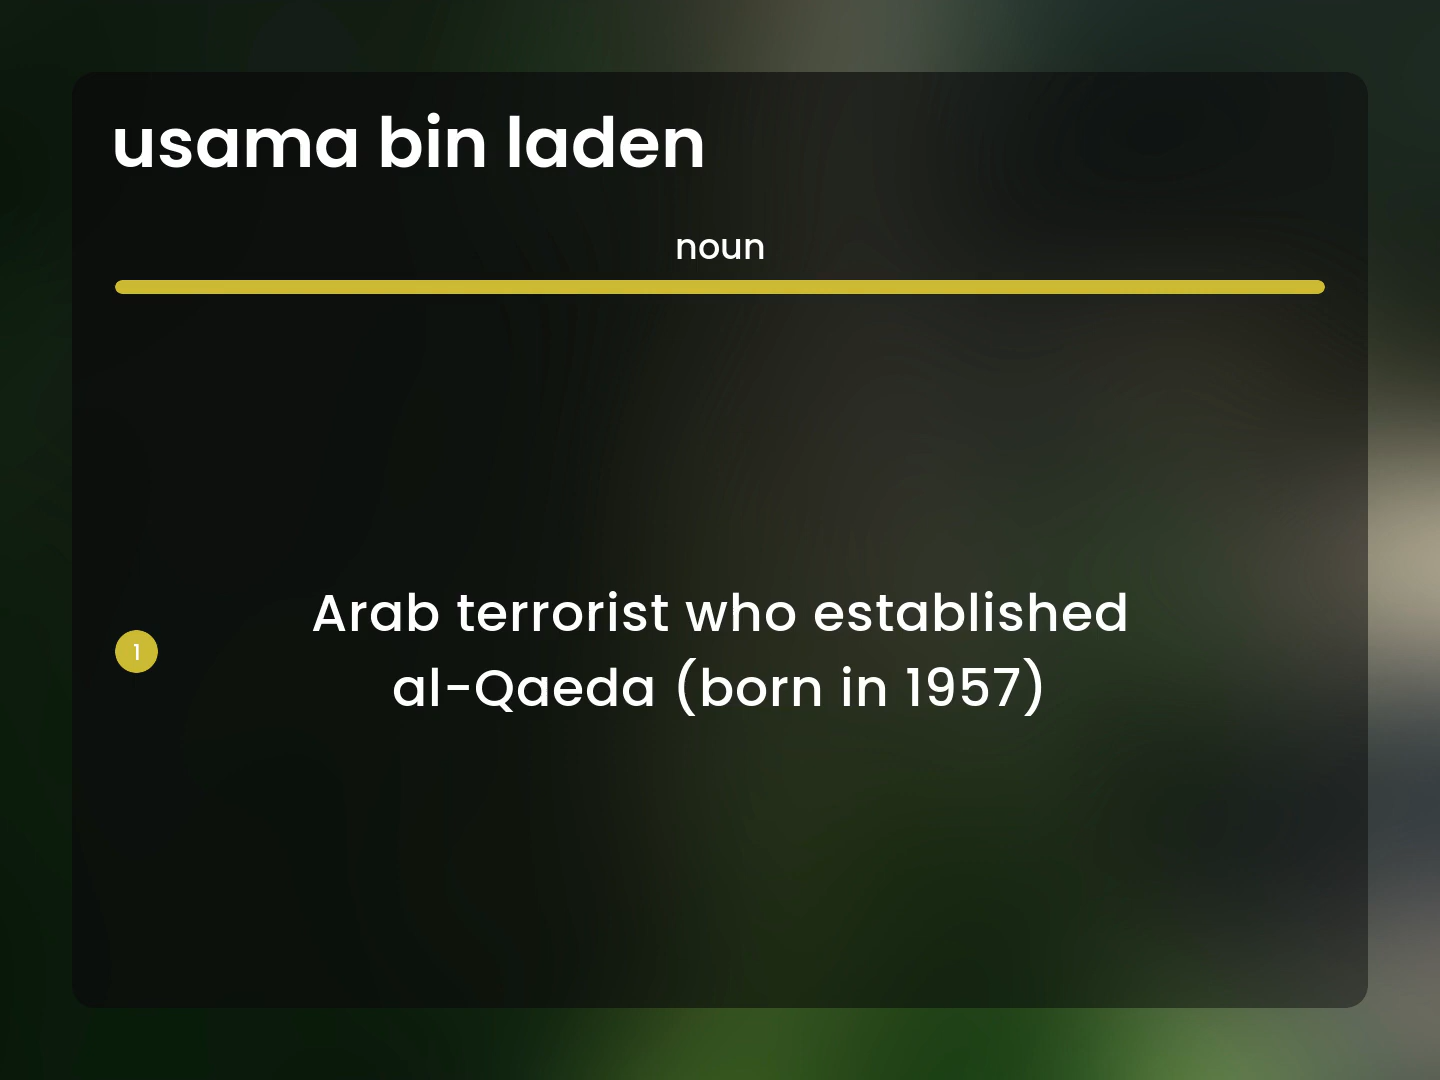 usama bin laden
noun
1
Arab terrorist who established
al-Qaeda (born in 1957)